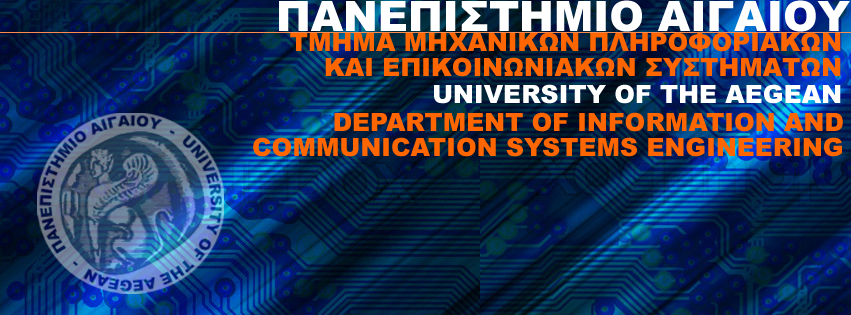 ΠΑΝΕΠΙΣΤΗΜΙΟ ΑΙΓΑΙΟΥ
ΤΜΗΜΑ ΜΗΧΑΝΙΚΩΝ ΠΛΗΡΟΦΟΡΙΑΚΩΝ
ΚΑΙ ΕΠΙΚΟΙΝΩΝΙΑΚΩΝ ΣΥΣΤΗΜΑΤΩΝ
UNIVERSITY OF THE AEGEAN
DEPARTMENT OF INFORMATION AND
COMMUNICATION SYSTEMS ENGINEERING
ΠΑΝΕΠΙΣΤΗΜΙΟ ΑΙΓΑΙΟΥ - UNIVERSITY OF THE AEGEAN -